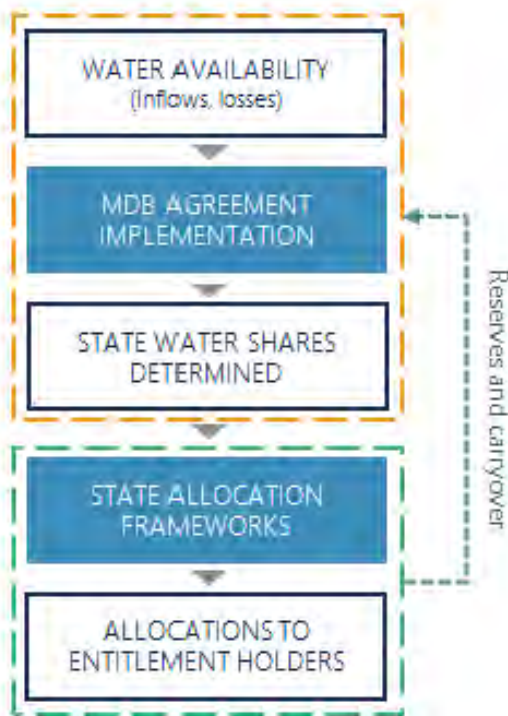 WATER AVAILABILITY
(Inflows, losses)
MDB AGREEMENT
IMPLEMENTATION
STATE WATER SHARES
DETERMINED
STATE ALLOCATION
FRAMEWORKS
ALLOCATIONS TO
ENTITLEMENT HOLDERS
Reserves and carryover